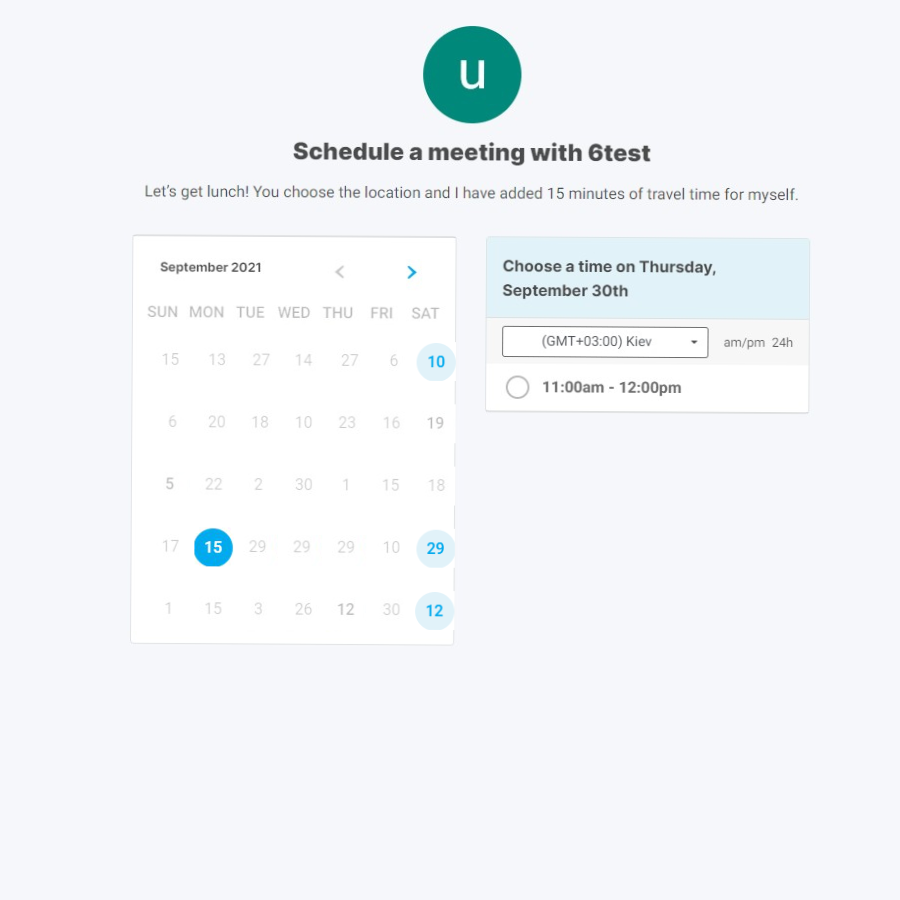 u
Schedule a meeting with 6test
Let's get lunch! You choose the location and I have added 15 minutes of travel time for myself.
September 2021
SUN MON TUE WED THU FRI SAT
15 13 27 14 27 6 10
6 20 18 10 23 16 19
5 22 2 30 1 15 18
17 15 29 29 29 10 29
1 15 3 26 12 30 12
Choose a time on Thursday,
September 30th
(GMT+03:00) Kiev am/pm 24h
11:00am - 12:00pm